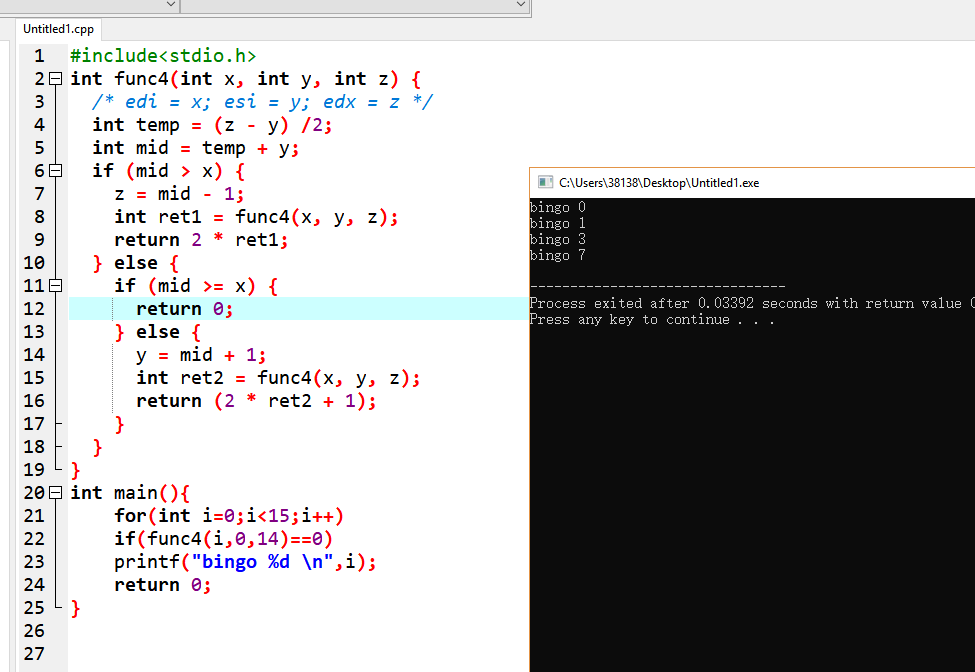 Untitled1.cpp
1 #include<stdio.h>
2 int func4(int x, int y, int z) {
3 /* edi = x; esi = y; edx = z */
4 int temp = (z - y) /2;
5 int mid = temp + y;
6 if (mid > x) {
7 z = mid - 1;
8 int ret1 = func4(x, y, z);
9 return 2 * ret1;
10 } else {
11 if (mid >= x) {
12 return 0;
13 } else {
14 y = mid + 1;
15 int ret2 = func4(x, y, z);
16 return (2 * ret2 + 1);
17 }
18 }
19 }
20 int main(){
21 for(int i=0;i<15;i++)
22 if(func4(i,0,14)==0)
23 printf("bingo %d \n",i);
24 return 0;
25 }
26
27
C:\Users\38138\Desktop\Untitled1.exe
bingo 0
bingo 1
bingo 3
bingo 7
--------------------------------
Process exited after 0.03392 seconds with return value 0
Press any key to continue . . .